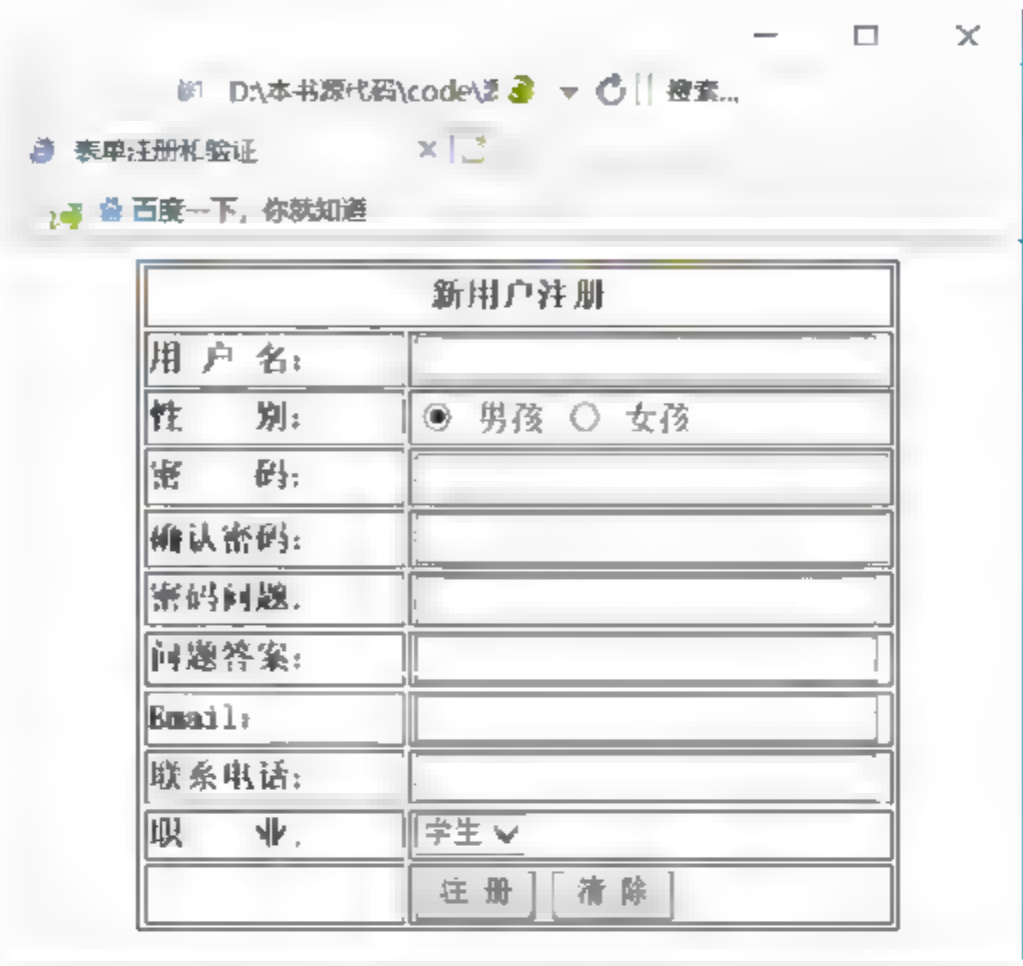 D:\本书源代码\code\ 搜索...
表单注册和验证
百度一下，你就知道
新用户注册
用 户 名：
性 别： 男孩 女孩
密 码：
确认密码：
密码问题：
问题答案：
Email：
联系电话：
职 业： 学生
注 册 清 除